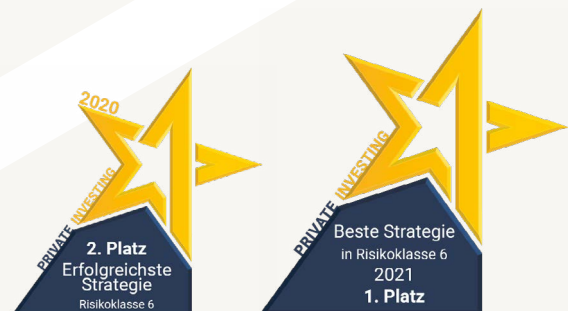 2020
PRIVATE INVESTING
2. Platz
Erfolgreichste
Strategie
Risikoklasse 6
PRIVATE INVESTING
Beste Strategie
in Risikoklasse 6
2021
1. Platz